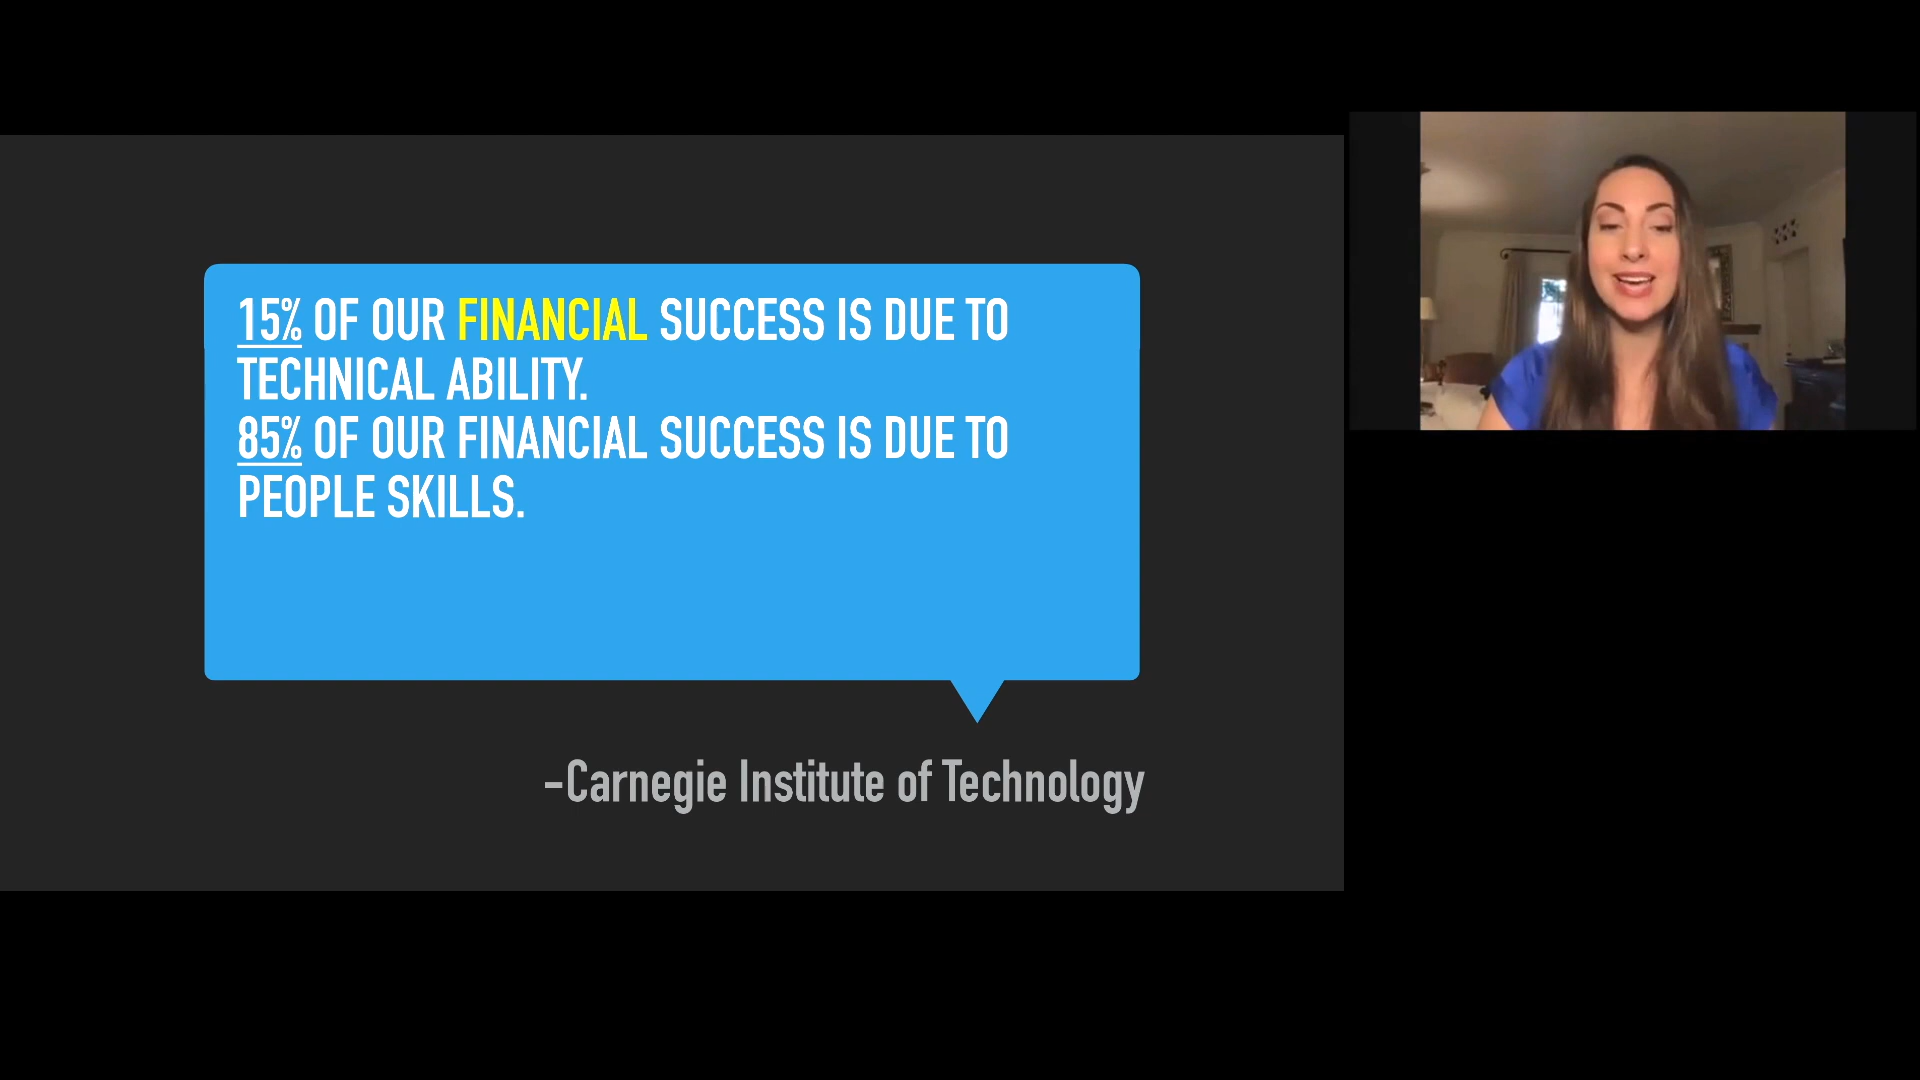 15% OF OUR FINANCIAL SUCCESS IS DUE TO
TECHNICAL ABILITY.
85% OF OUR FINANCIAL SUCCESS IS DUE TO
PEOPLE SKILLS.
-Carnegie Institute of Technology